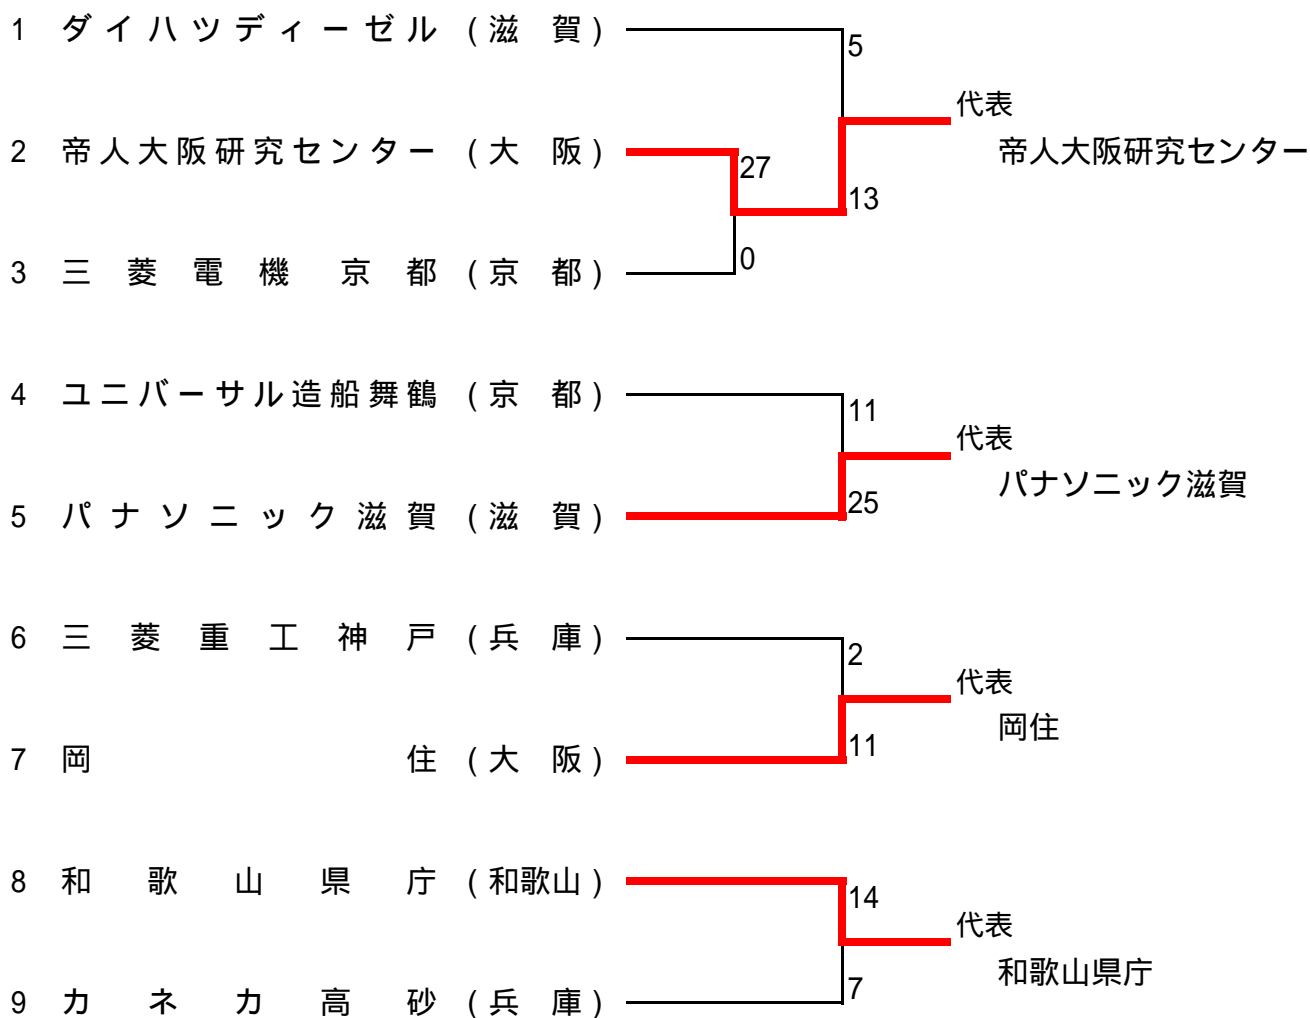 1 ダイハツディーゼル (滋 賀)
5
代表
2 帝人大阪研究センター (大 阪)
帝人大阪研究センター
27
13
0
3 三菱電機京都 (京 都)
4 ユニバーサル造船舞鶴 (京 都)
11
代表
パナソニック滋賀
25
5 パナソニック滋賀 (滋 賀)
6 三菱重工神戸 (兵 庫)
2
代表
岡住
11
7 岡住 (大 阪)
8 和歌山県庁 (和歌山)
14
代表
和歌山県庁
7
9 カネカ高砂 (兵 庫)